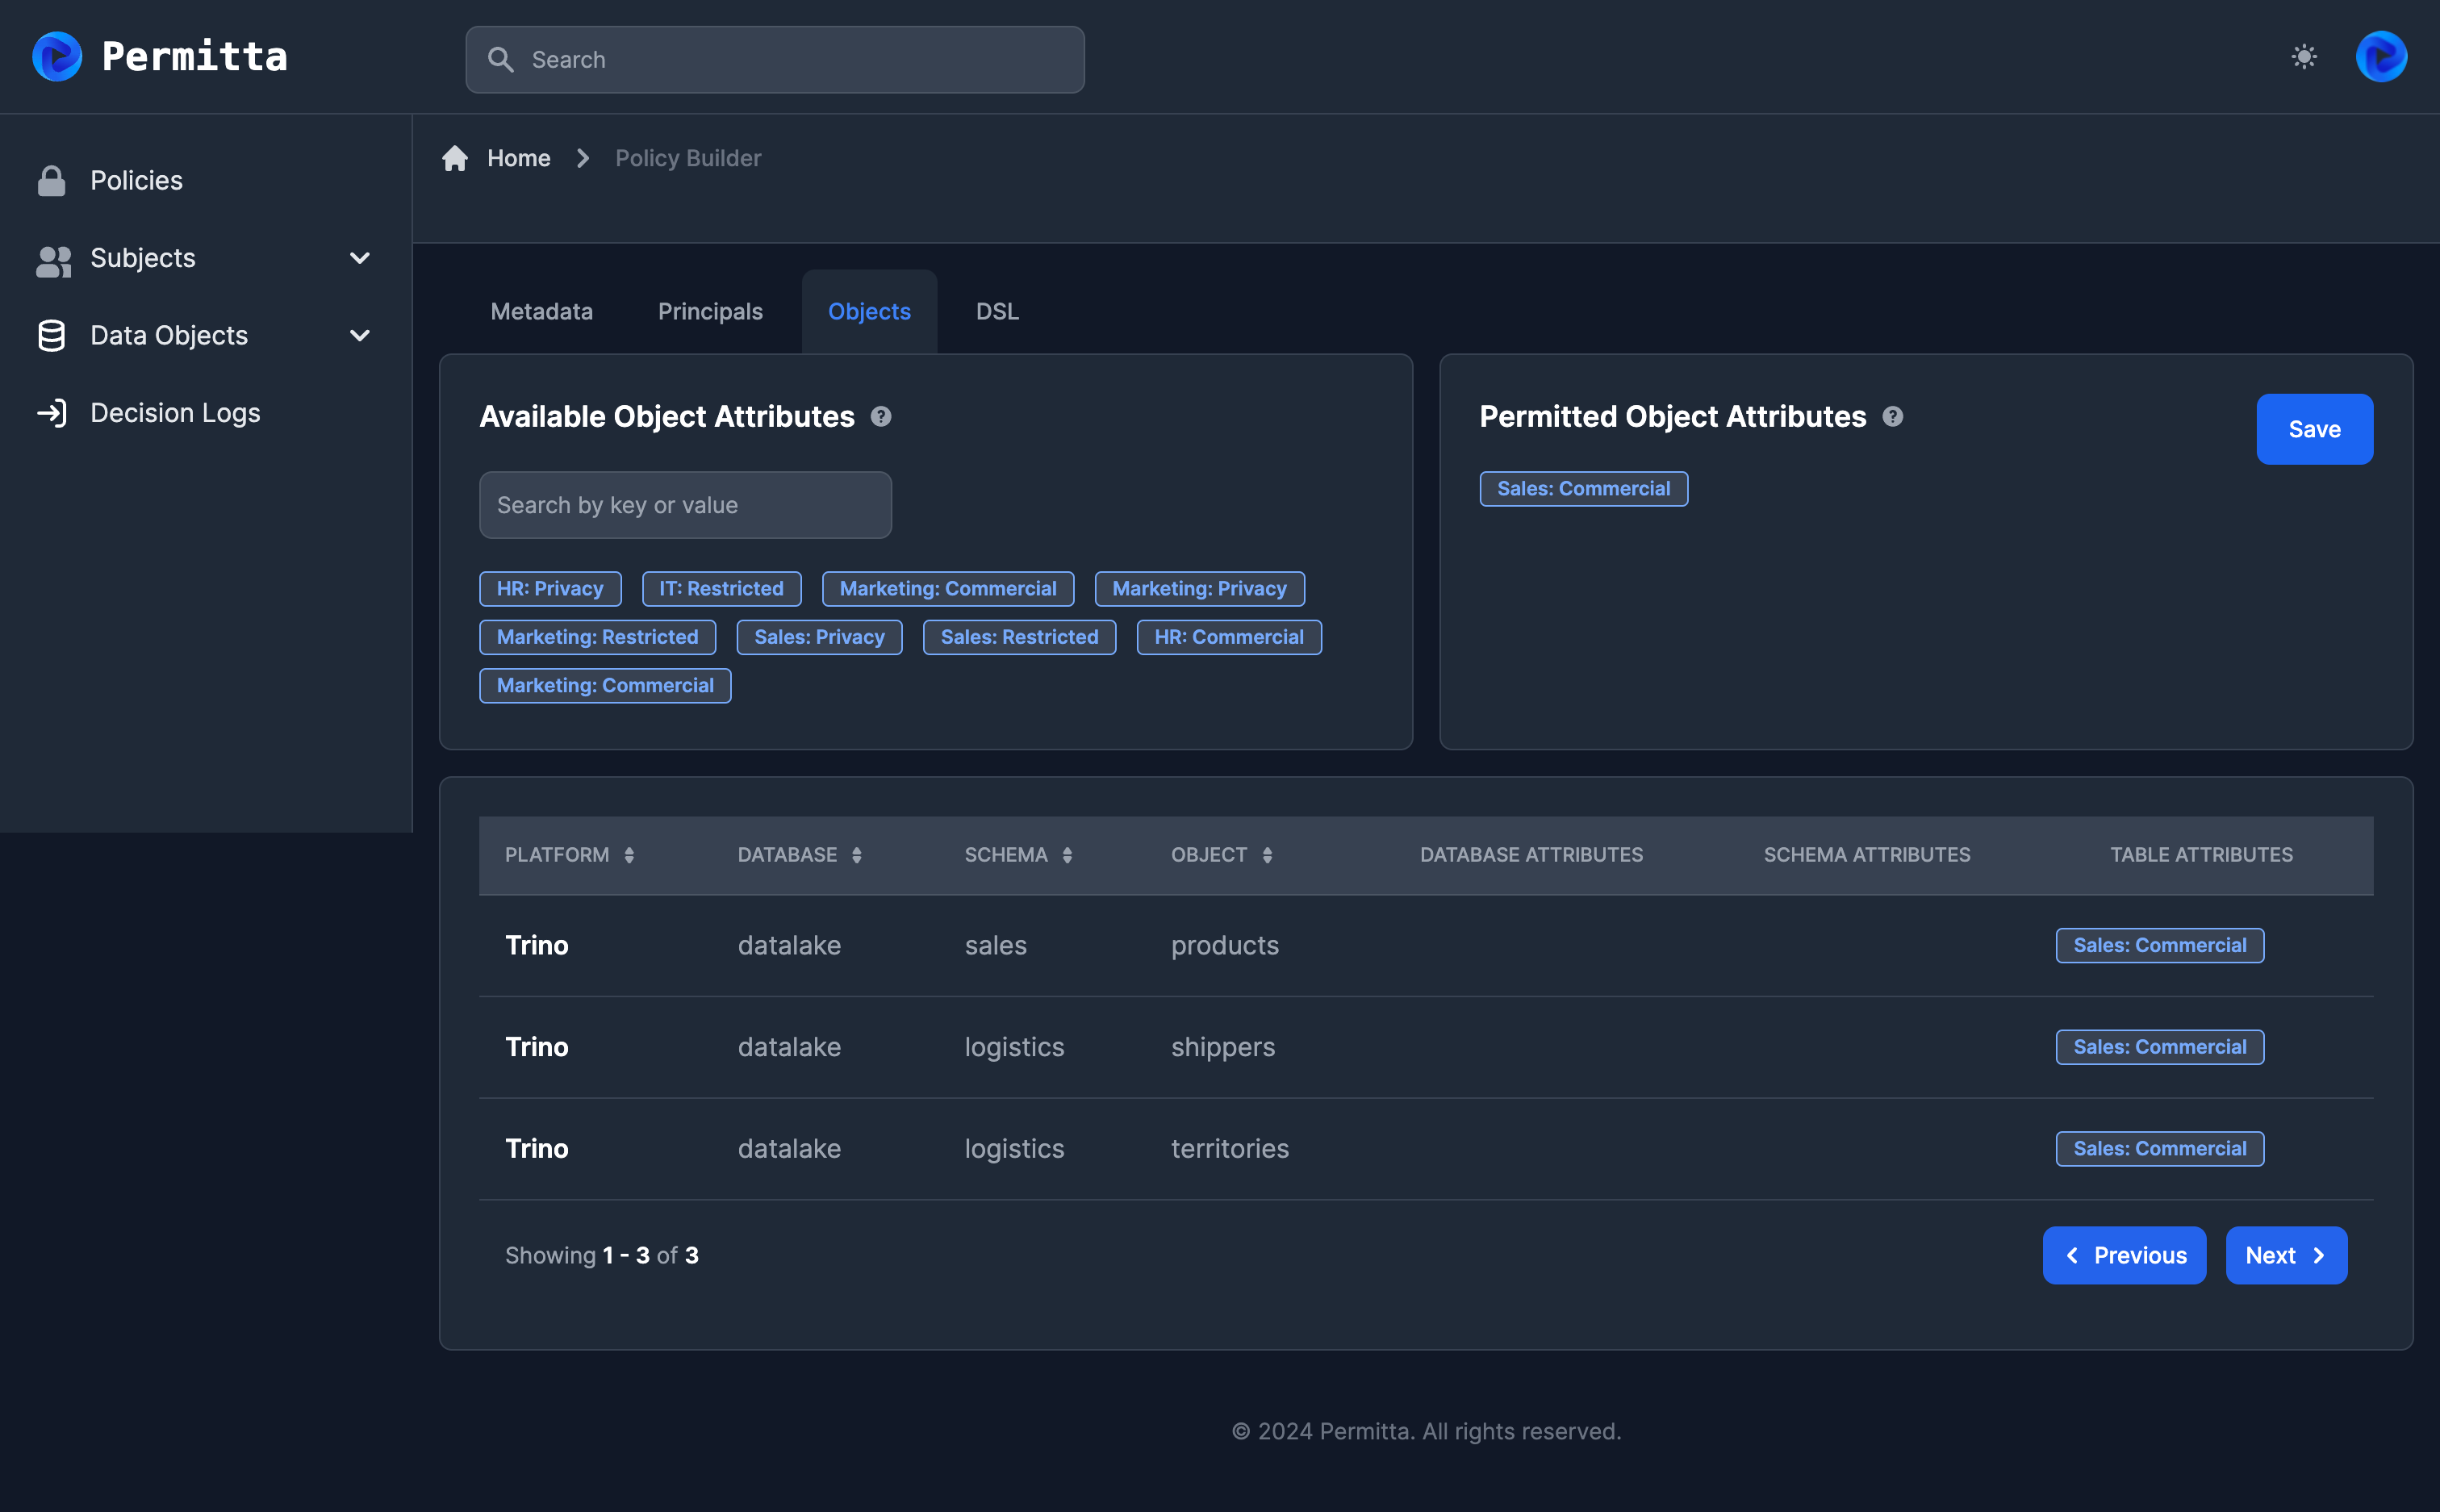 Permitta
Search
Policies
Subjects
Data Objects
Decision Logs
Home Policy Builder
Metadata Principals Objects DSL
Available Object Attributes ?
Search by key or value
HR: Privacy IT: Restricted Marketing: Commercial Marketing: Privacy
Marketing: Restricted Sales: Privacy Sales: Restricted HR: Commercial
Marketing: Commercial
Permitted Object Attributes ?
Save
Sales: Commercial
PLATFORM DATABASE SCHEMA OBJECT DATABASE ATTRIBUTES SCHEMA ATTRIBUTES TABLE ATTRIBUTES
Trino datalake sales products Sales: Commercial
Trino datalake logistics shippers Sales: Commercial
Trino datalake logistics territories Sales: Commercial
Showing 1 - 3 of 3 Previous Next
© 2024 Permitta. All rights reserved.